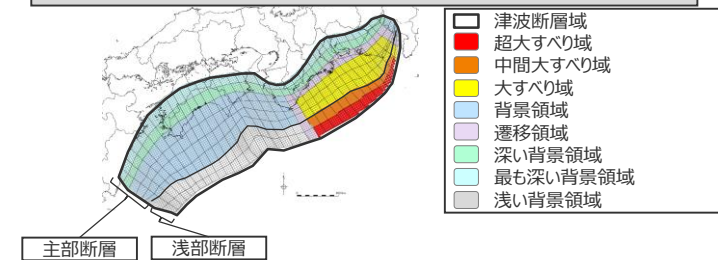 津波断層域
超大すべり域
中間大すべり域
大すべり域
背景領域
遷移領域
深い背景領域
最も深い背景領域
浅い背景領域
主部断層
浅部断層